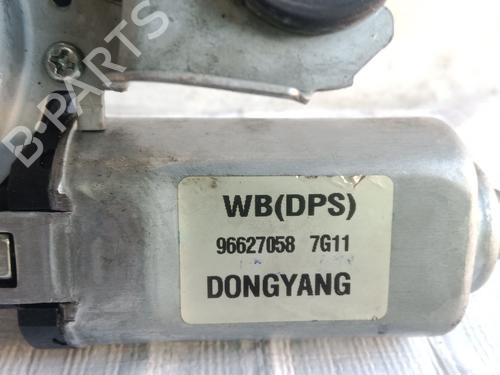 B-PARTS
WB(DPS)
96627058 7G11
DONGYANG